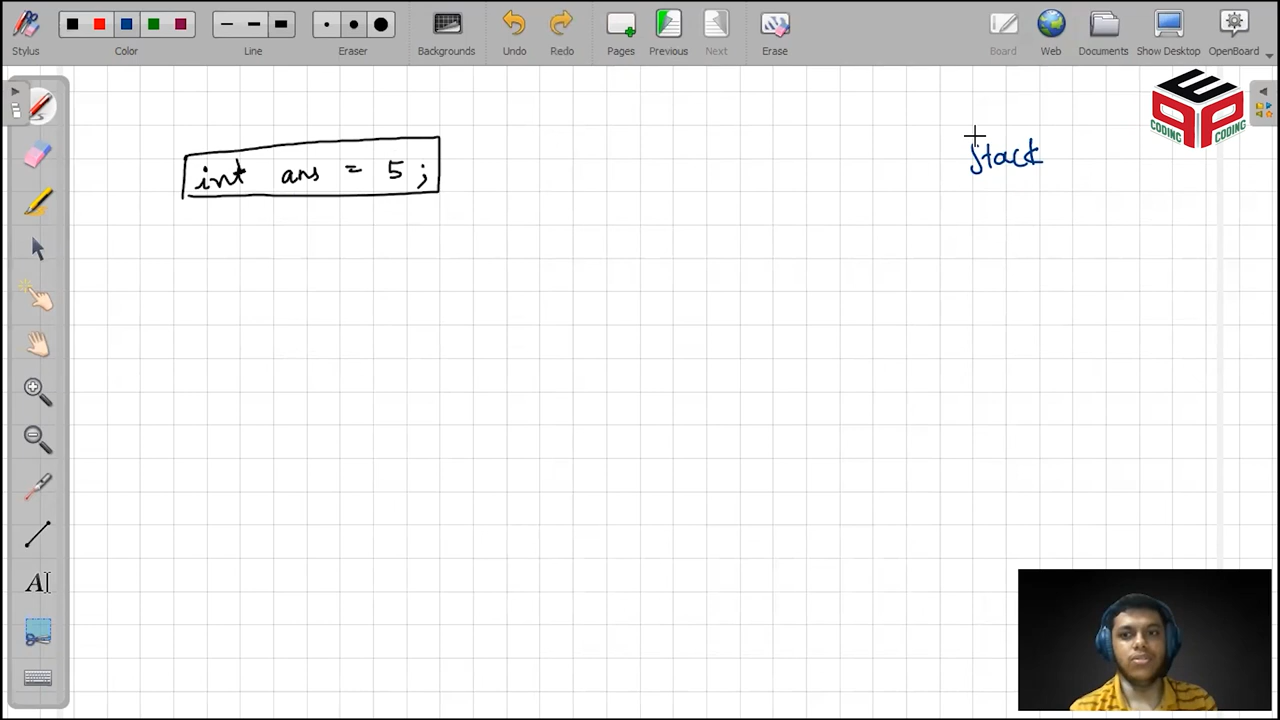 Stylus Color Line Eraser Backgrounds Undo Redo Pages Previous Next Erase Board Web Documents Show Desktop OpenBoard
int ans = 5 ;
Stack
CODING CODING
EPP
A